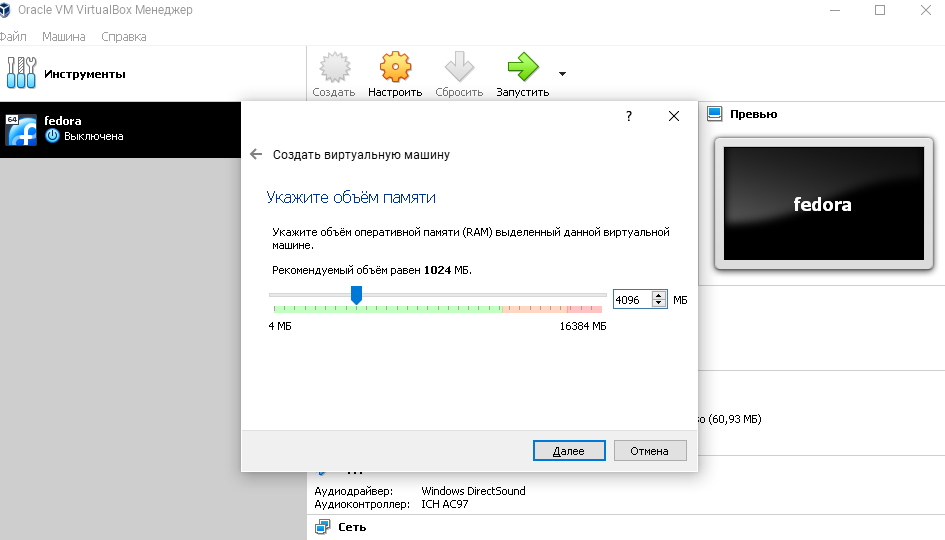 Oracle VM VirtualBox Менеджер
Файл Машина Справка
Инструменты
Создать Настроить Сбросить Запустить
64
fedora
Выключена
?
Создать виртуальную машину
Укажите объём памяти
Укажите объём оперативной памяти (RAM) выделенный данной виртуальной
машине.
Рекомендуемый объём равен 1024 МБ.
4096 МБ
4 МБ 16384 МБ
Далее Отмена
Превью
fedora
(60,93 МБ)
Аудиодрайвер: Windows DirectSound
Аудиоконтроллер: ICH AC97
Сеть